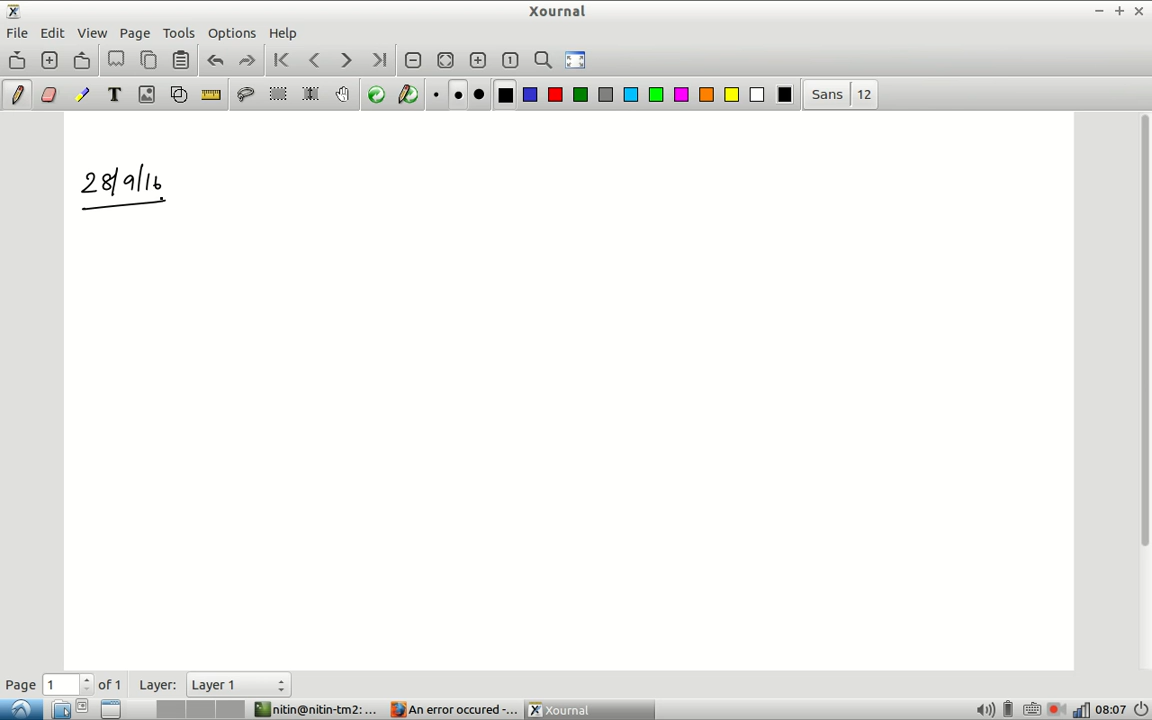 Xournal
File Edit View Page Tools Options Help
Sans 12
28/9/16
Page 1 of 1 Layer: Layer 1
nitin@nitin-tm2: ... An error occured -... Xournal 08:07